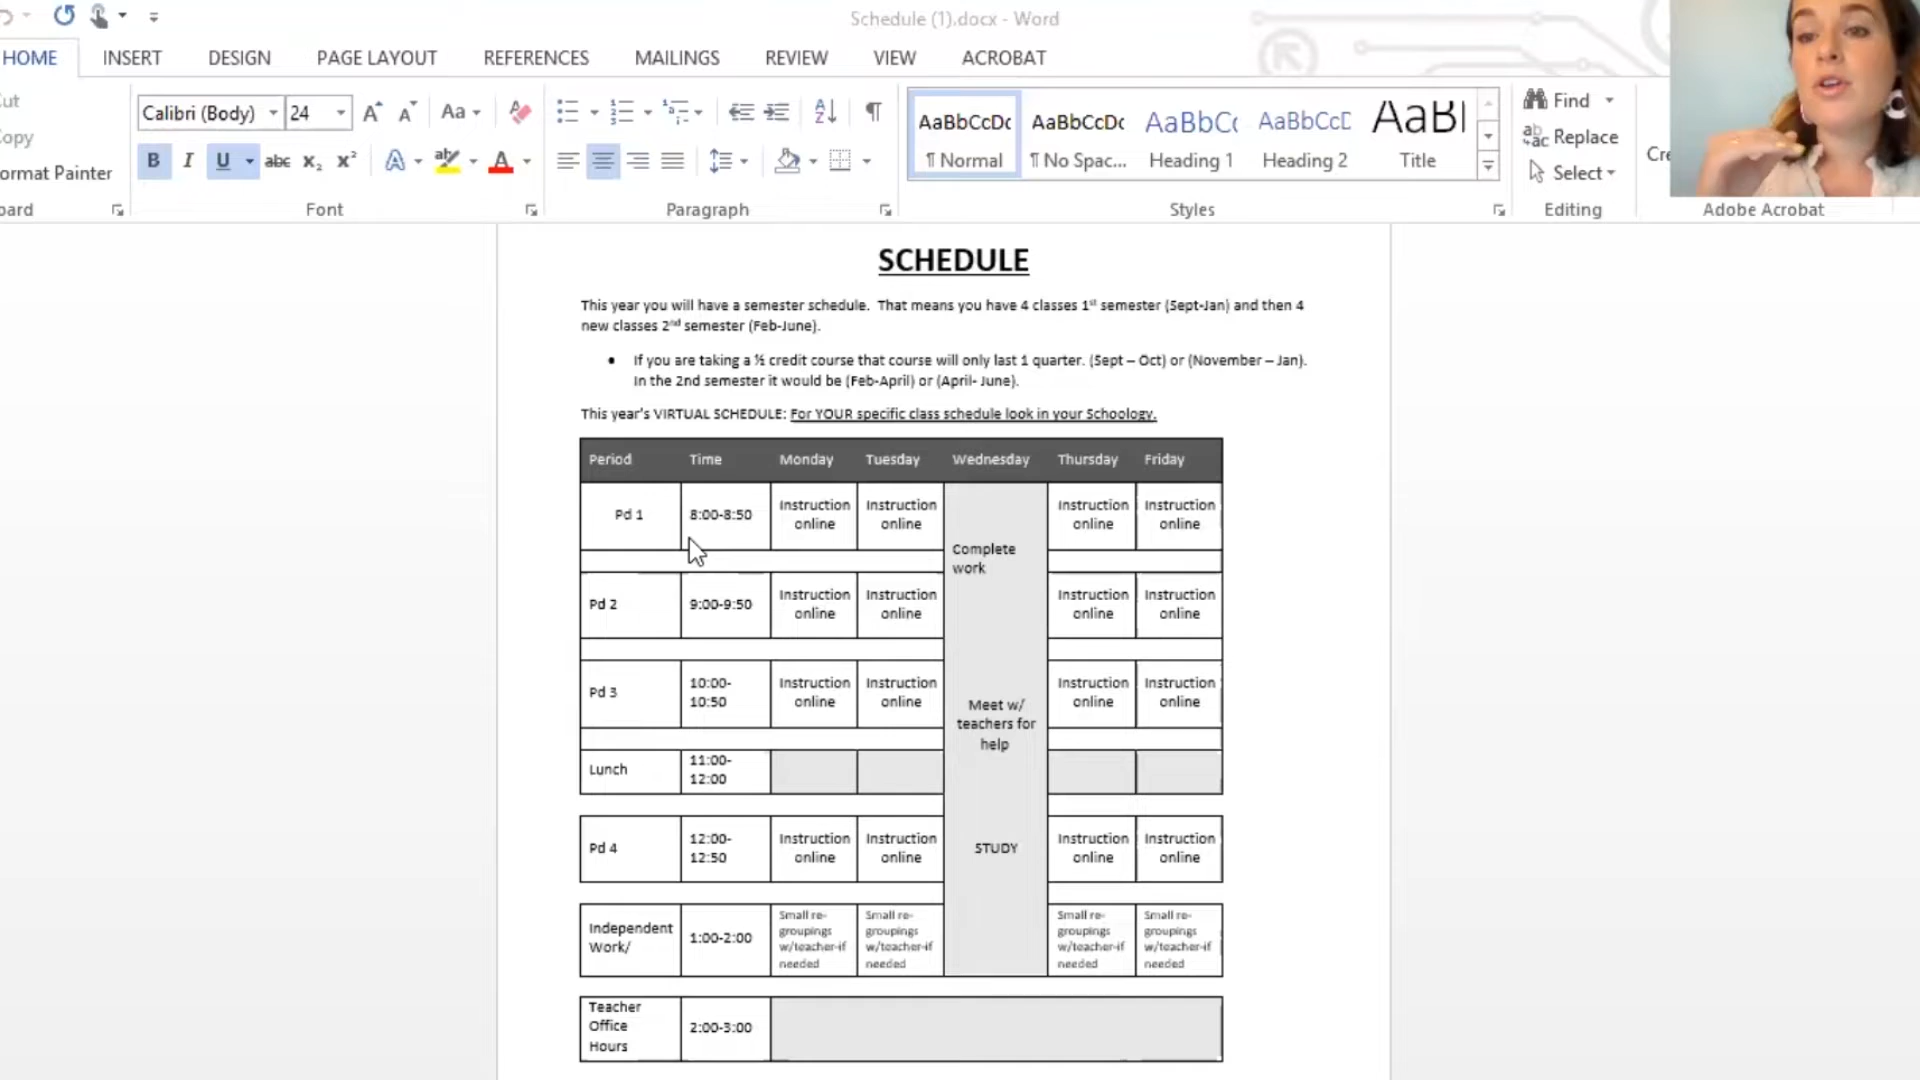 Schedule (1).docx - Word
HOME INSERT DESIGN PAGE LAYOUT REFERENCES MAILINGS REVIEW VIEW ACROBAT
Calibri (Body) 24 Aa
AaBbCcDc AaBbCcDc AaBbCc AaBbCcD AaBl
¶ Normal ¶ No Spac... Heading 1 Heading 2 Title
Find
Replace
Select
B I U abc X₂ X² A A
ormat Painter
Font Paragraph Styles Editing Adobe Acrobat
SCHEDULE
This year you will have a semester schedule. That means you have 4 classes 1st semester (Sept-Jan) and then 4
new classes 2nd semester (Feb-June).
• If you are taking a ½ credit course that course will only last 1 quarter. (Sept – Oct) or (November – Jan).
In the 2nd semester it would be (Feb-April) or (April- June).
This year's VIRTUAL SCHEDULE: For YOUR specific class schedule look in your Schoology.
Period Time Monday Tuesday Wednesday Thursday Friday
Pd 1 8:00-8:50 Instruction online Instruction online Instruction online Instruction online
Complete
work
Pd 2 9:00-9:50 Instruction online Instruction online Instruction online Instruction online
Pd 3 10:00-10:50 Instruction online Instruction online Instruction online Instruction online
Meet w/
teachers for
help
Lunch 11:00-12:00
Pd 4 12:00-12:50 Instruction online Instruction online STUDY Instruction online Instruction online
Independent Work/ 1:00-2:00 Small re-groupings w/teacher-if needed Small re-groupings w/teacher-if needed Small re-groupings w/teacher-if needed Small re-groupings w/teacher-if needed
Teacher Office Hours 2:00-3:00